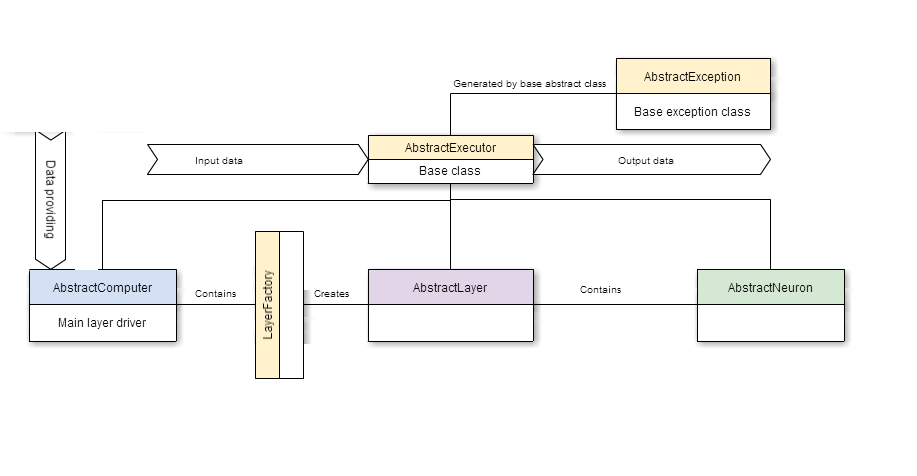 AbstractException
Generated by base abstract class
Base exception class
AbstractExecutor
Input data
Output data
Base class
Data providing
AbstractComputer
LayerFactory
AbstractLayer
AbstractNeuron
Contains
Creates
Contains
Main layer driver